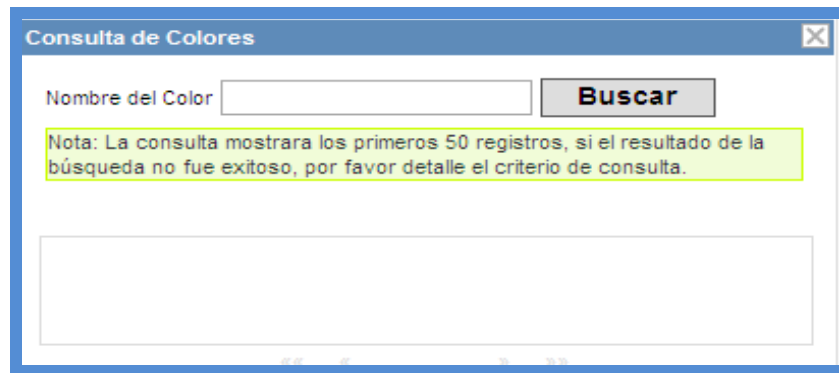 Consulta de Colores
Nombre del Color
Buscar
Nota: La consulta mostrara los primeros 50 registros, si el resultado de la
búsqueda no fue exitoso, por favor detalle el criterio de consulta.
«« « » »»